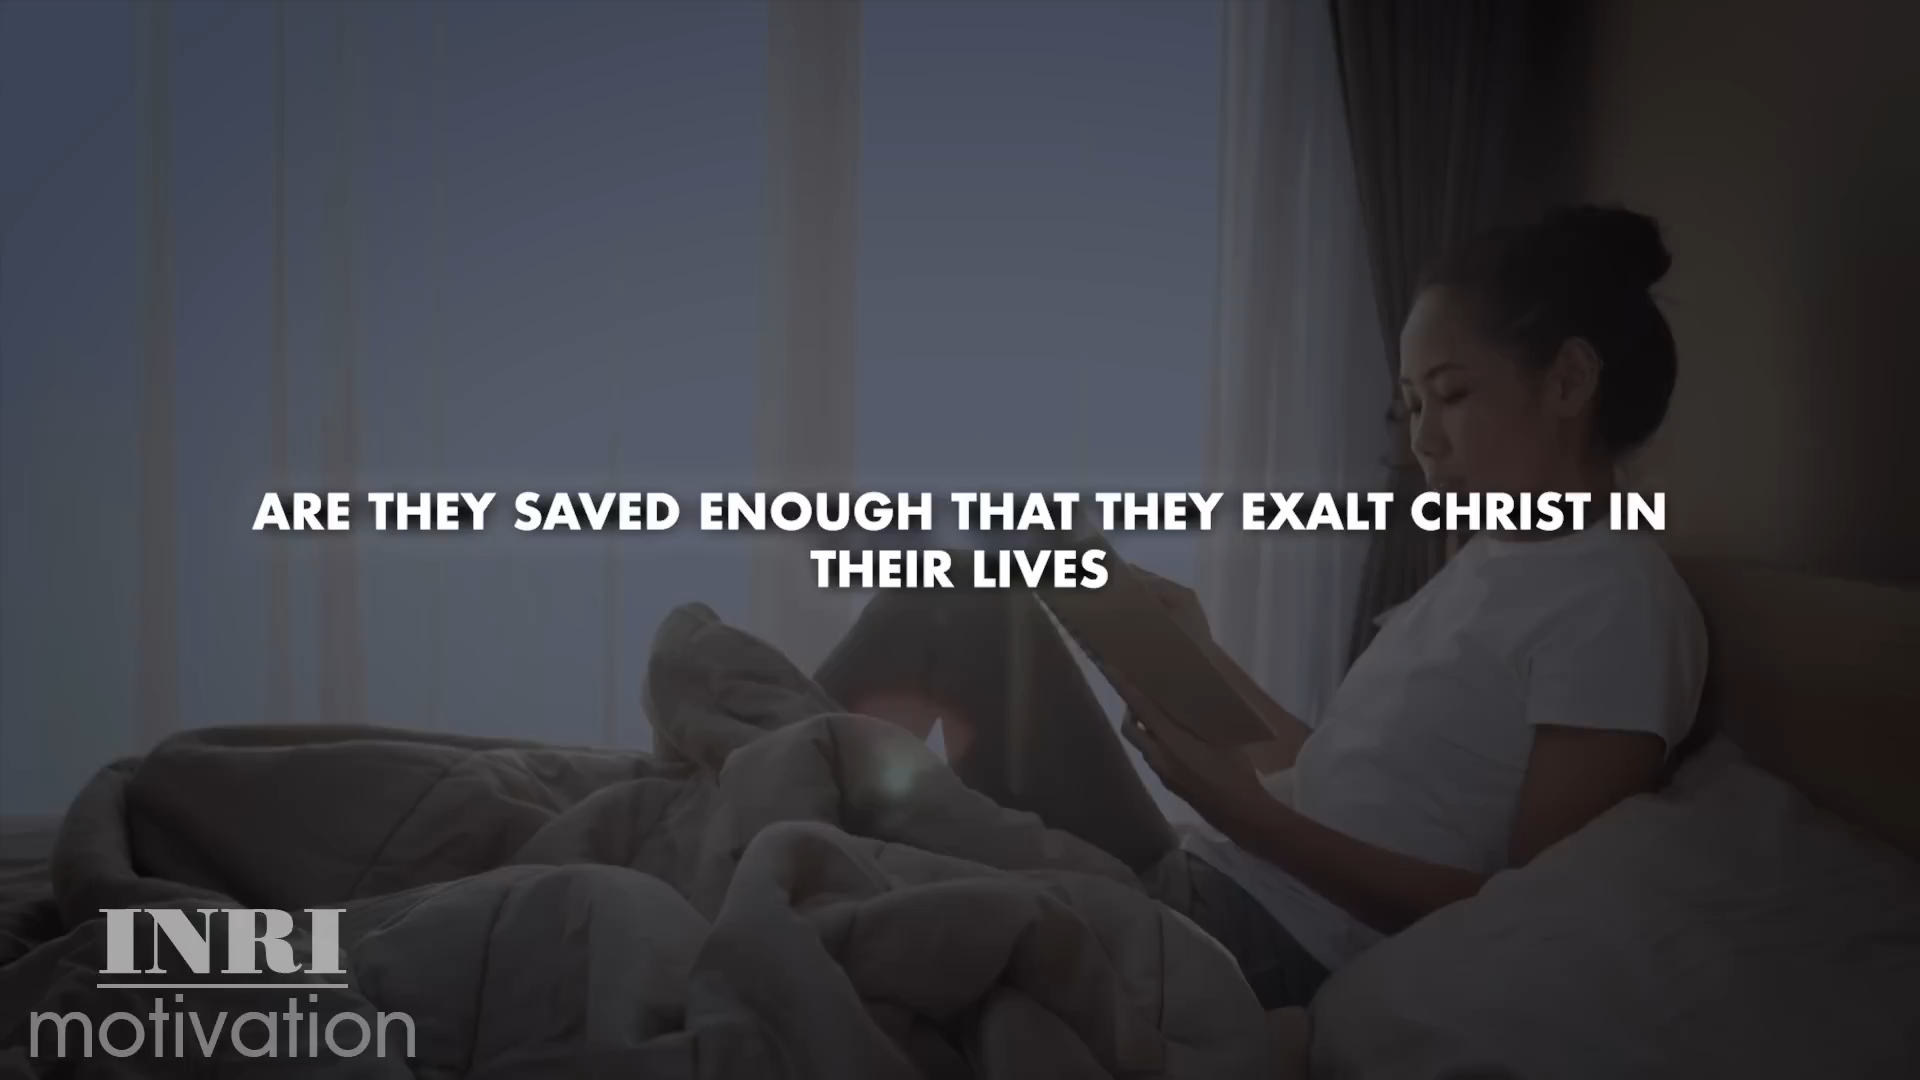 ARE THEY SAVED ENOUGH THAT THEY EXALT CHRIST IN
THEIR LIVES
INRI
motivation